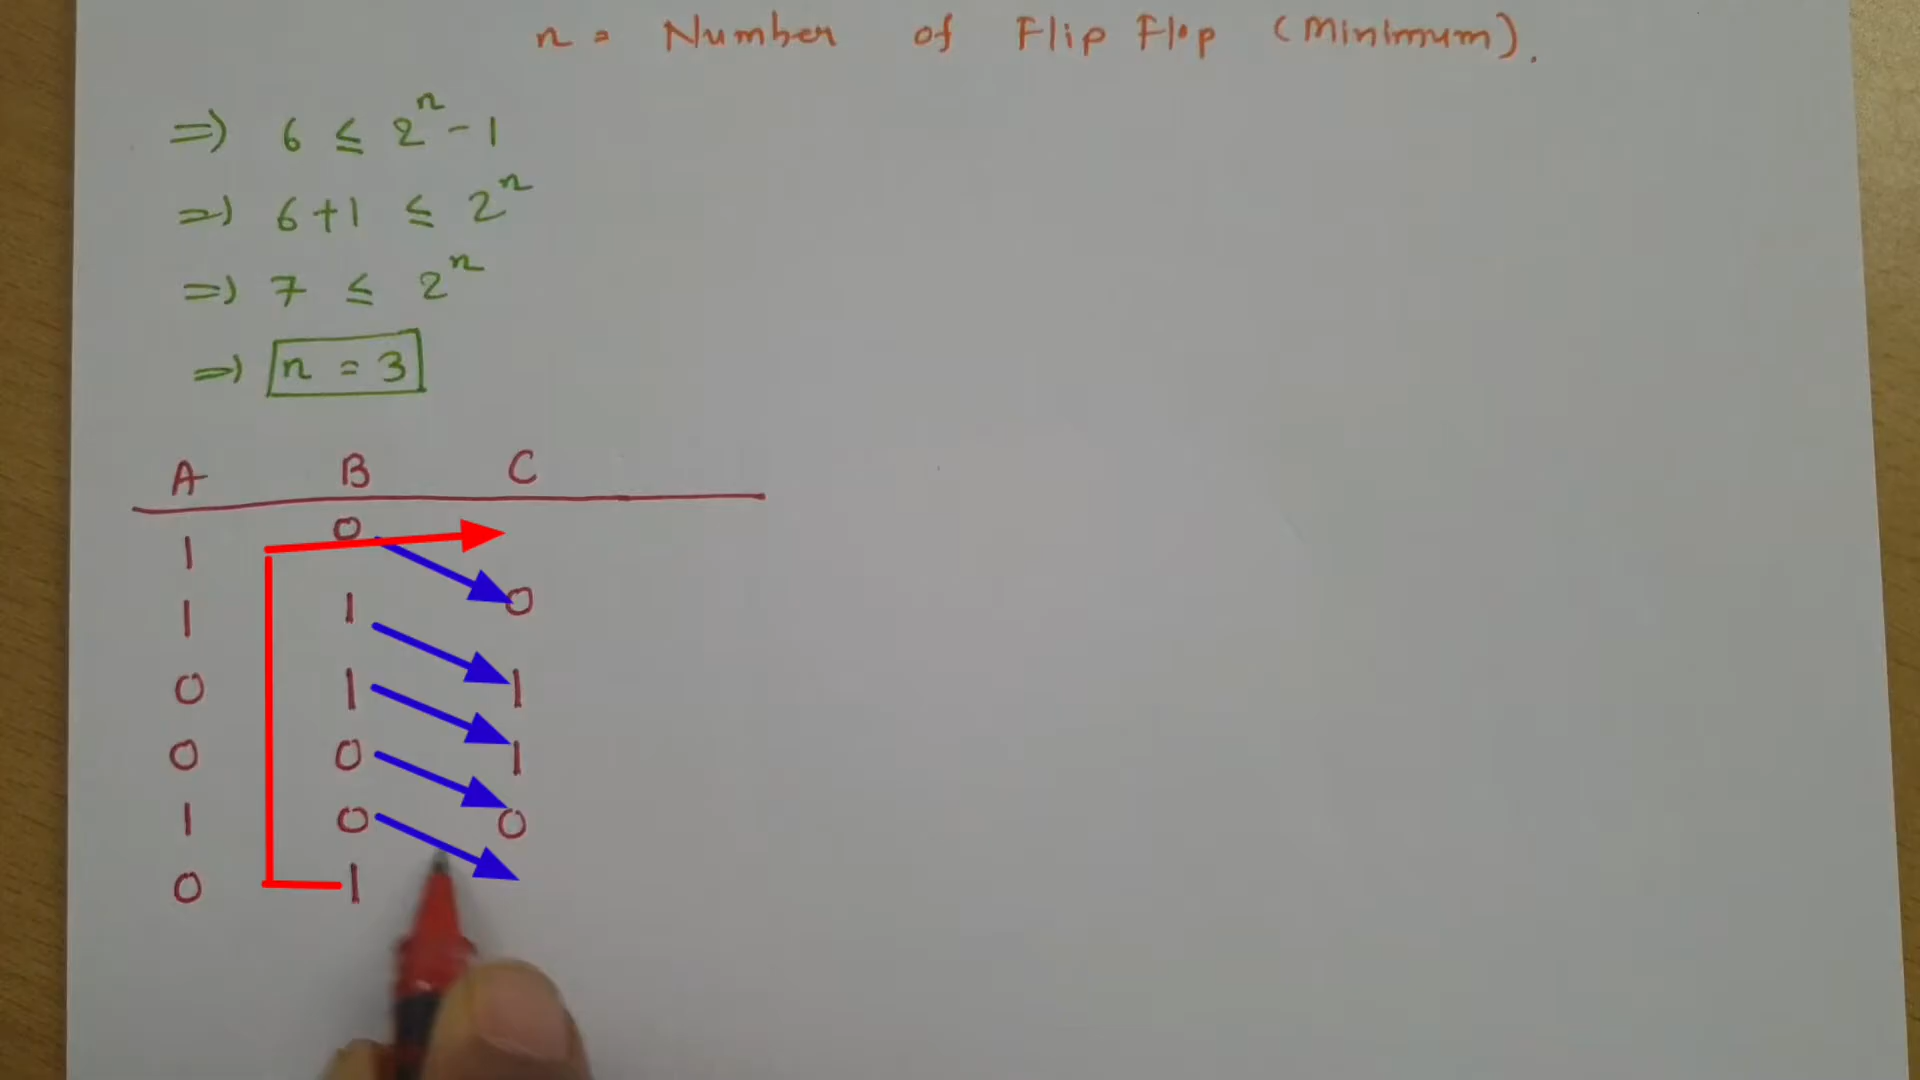 n = Number of Flip Flop (Minimum).
=> 6 ≤ 2^n - 1
=> 6+1 ≤ 2^n
=> 7 ≤ 2^n
=> n = 3
A B C
1 0
1 1 0
0 1 1
0 0 1
1 0 0
0 1